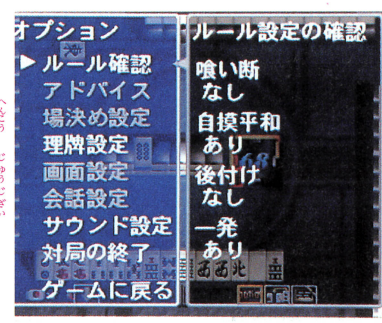 オプション
▶ ルール確認
アドバイス
場決め設定
理牌設定
画面設定
会話設定
サウンド設定
対局の終了
ゲームに戻る
ルール設定の確認
喰い断
なし
自摸平和
あり
後付け
なし
一発
あり
西西北